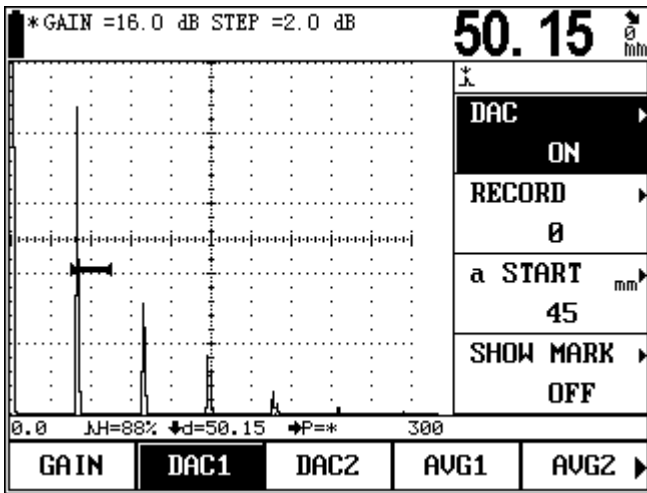 *GAIN =16.0 dB STEP =2.0 dB
50.15 0 mm
DAC
ON
RECORD
0
a START mm
45
SHOW MARK
OFF
0.0 H=88% d=50.15 P=* 300
GAIN DAC1 DAC2 AVG1 AVG2